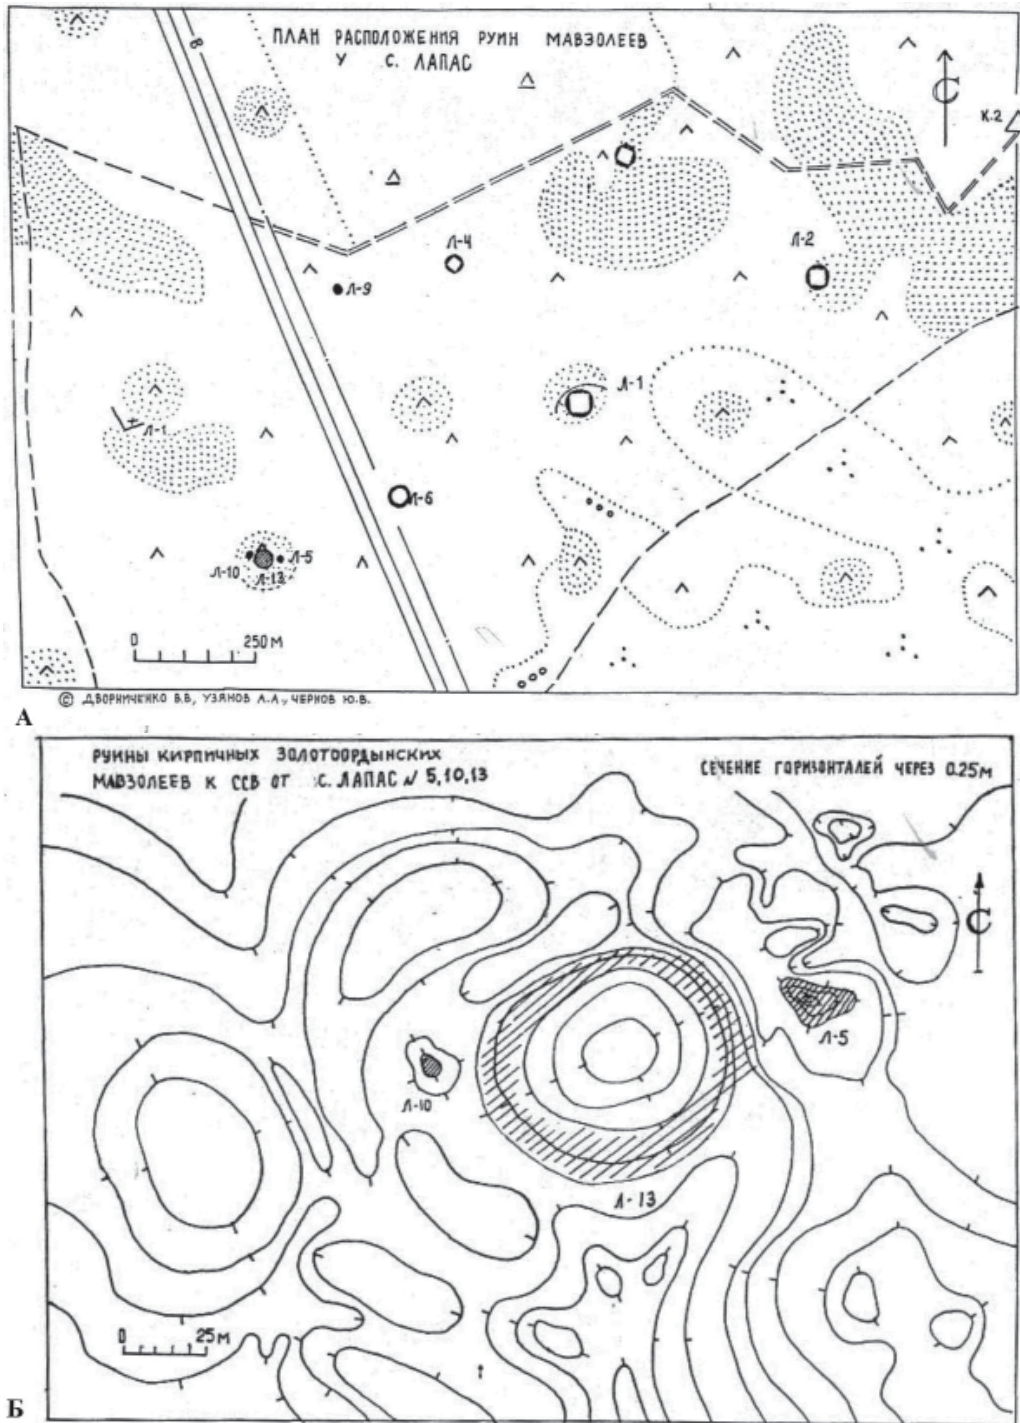 ПЛАН РАСПОЛОЖЕНИЯ РУИН МАВЗОЛЕЕВ
У С. ЛАПАС
В
С
К.2
Л-4
Л-2
Л-9
Л-1
Л-1
Л-6
Л-10
Л-13
Л-5
0 250 М
© ДВОРНИЧЕНКО В.В, УЗЯНОВ А.А., ЧЕРНОВ Ю.В.
А
РУИНЫ КИРПИЧНЫХ ЗОЛОТООРДЫНСКИХ
МАВЗОЛЕЕВ К ССВ ОТ С. ЛАПАС N 5,10,13
СЕЧЕНИЕ ГОРИЗОНТАЛЕЙ ЧЕРЕЗ 0.25М
С
Л-5
Л-10
Л-13
0 25 М
Б